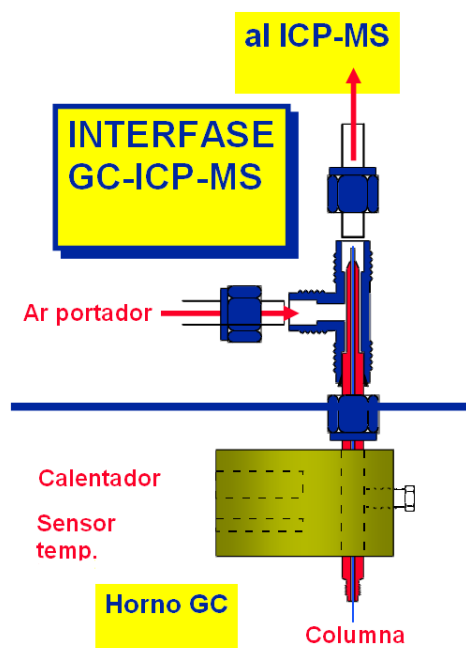 al ICP-MS
INTERFASE
GC-ICP-MS
Ar portador
Calentador
Sensor
temp.
Horno GC
Columna